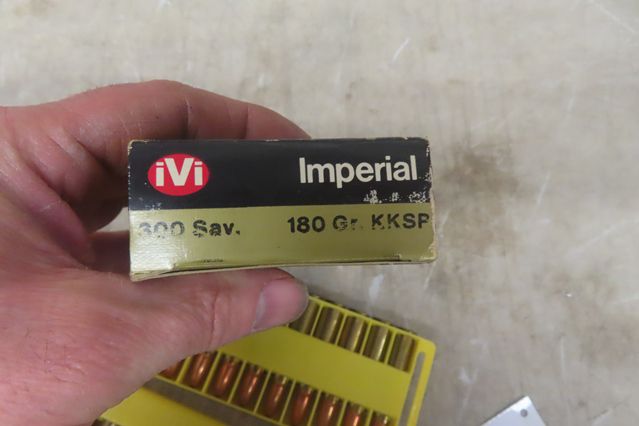 iVi Imperial
300 Sav. 180 Gr. KKSP